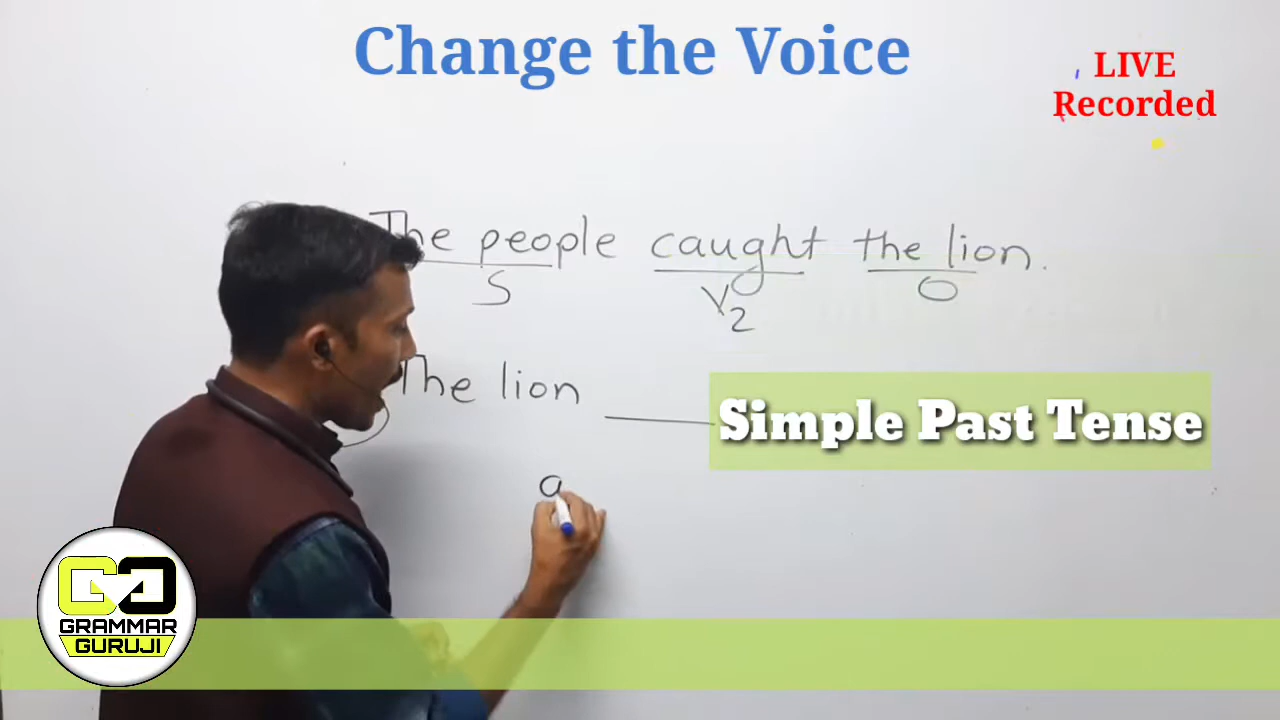 Change the Voice
LIVE
Recorded
The people caught the lion.
S V2 O
The lion
Simple Past Tense
a
GRAMMAR
GURUJI